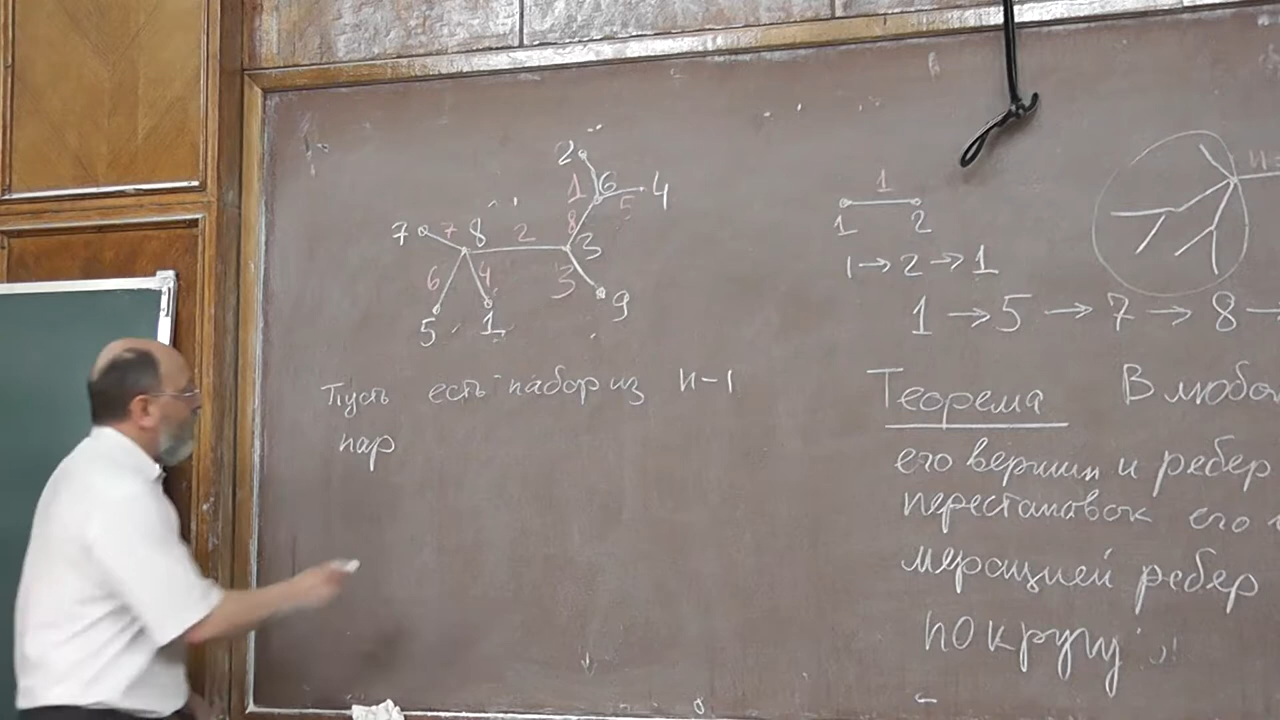 2
1 6 4
5
8
7 7 8 2 3
6 4 3
5 1 9
Пусть есть набор из n-1
пар
1
1 2
1→2→1
n-
1→5→7→8→
Теорема В любо
его вершин и ребер
перестановок его
мерацией ребер
по кругу